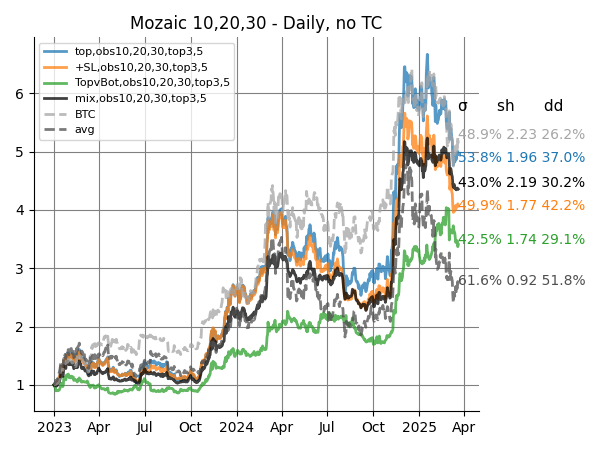 Mozaic 10,20,30 - Daily, no TC
top,obs10,20,30,top3,5
+SL,obs10,20,30,top3,5
TopvBot,obs10,20,30,top3,5
mix,obs10,20,30,top3,5
BTC
avg
σ sh dd
48.9% 2.23 26.2%
53.8% 1.96 37.0%
43.0% 2.19 30.2%
49.9% 1.77 42.2%
42.5% 1.74 29.1%
61.6% 0.92 51.8%
6
5
4
3
2
1
2023 Apr Jul Oct 2024 Apr Jul Oct 2025 Apr